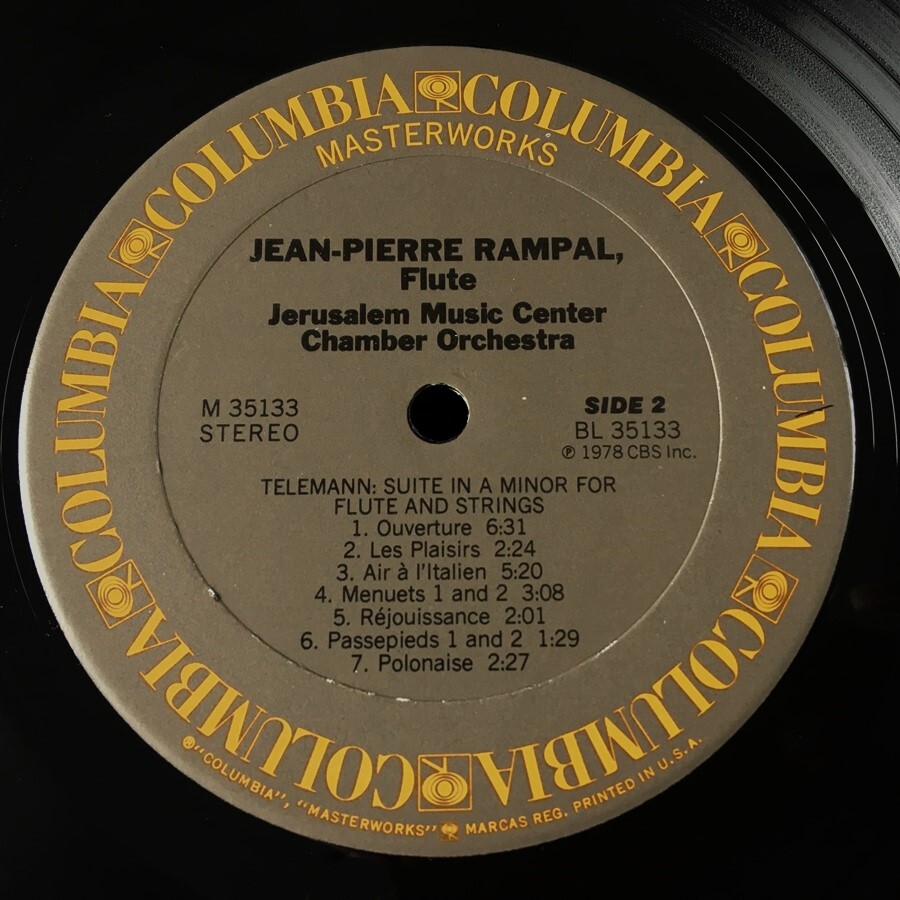 COLUMBIA COLUMBIA COLUMBIA COLUMBIA COLUMBIA COLUMBIA
MASTERWORKS
JEAN-PIERRE RAMPAL,
Flute
Jerusalem Music Center
Chamber Orchestra
M 35133
STEREO
SIDE 2
BL 35133
℗ 1978 CBS Inc.
TELEMANN: SUITE IN A MINOR FOR
FLUTE AND STRINGS
1. Ouverture 6:31
2. Les Plaisirs 2:24
3. Air à l'Italien 5:20
4. Menuets 1 and 2 3:08
5. Réjouissance 2:01
6. Passepieds 1 and 2 1:29
7. Polonaise 2:27
®"COLUMBIA", "MASTERWORKS" MARCAS REG. PRINTED IN U.S.A.